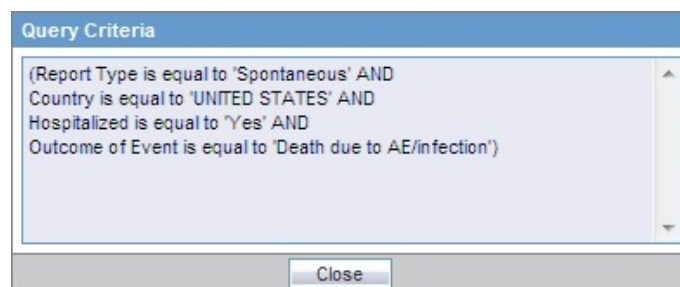 Query Criteria
(Report Type is equal to 'Spontaneous' AND
Country is equal to 'UNITED STATES' AND
Hospitalized is equal to 'Yes' AND
Outcome of Event is equal to 'Death due to AE/infection')
Close